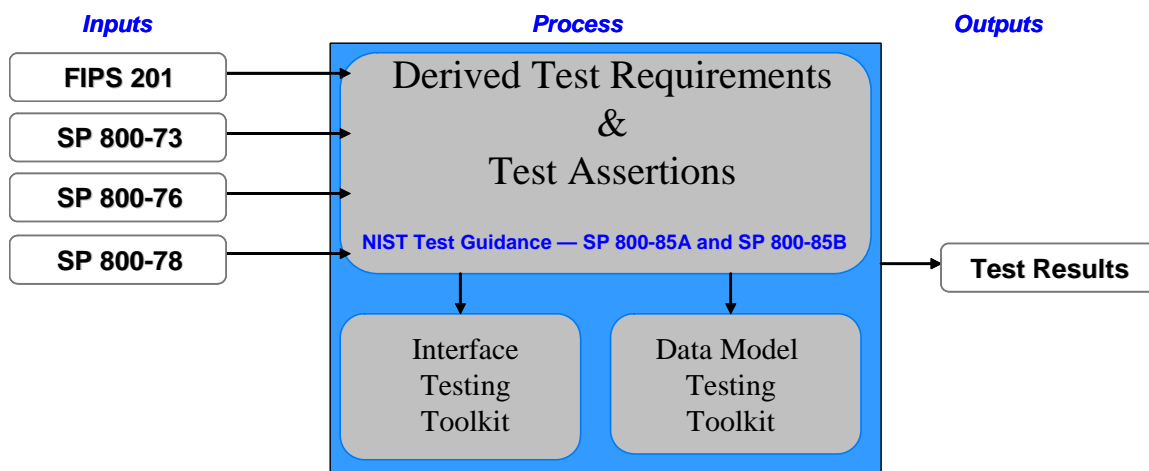 Inputs
Process
Outputs
FIPS 201
SP 800-73
SP 800-76
SP 800-78
Derived Test Requirements
&
Test Assertions
NIST Test Guidance — SP 800-85A and SP 800-85B
Interface
Testing
Toolkit
Data Model
Testing
Toolkit
Test Results